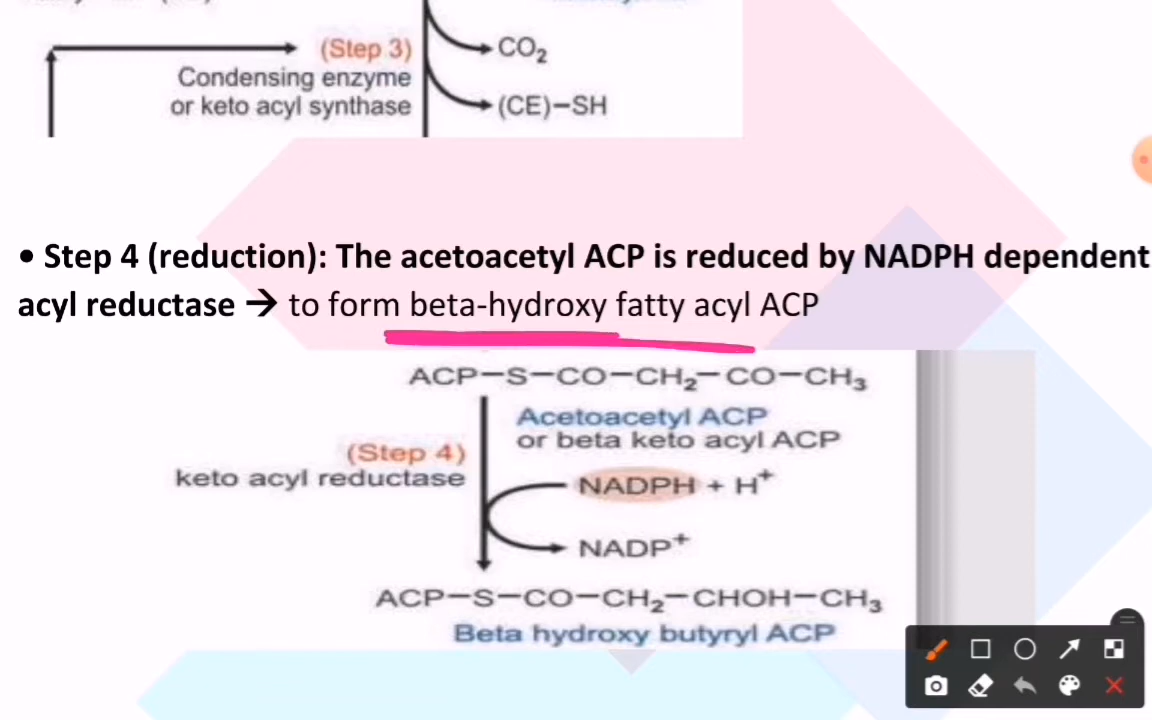 (Step 3)
CO₂
Condensing enzyme
or keto acyl synthase
(CE)–SH
• Step 4 (reduction): The acetoacetyl ACP is reduced by NADPH dependent
acyl reductase → to form beta-hydroxy fatty acyl ACP
ACP–S–CO–CH₂–CO–CH₃
Acetoacetyl ACP
or beta keto acyl ACP
(Step 4)
keto acyl reductase
NADPH + H⁺
NADP⁺
ACP–S–CO–CH₂–CHOH–CH₃
Beta hydroxy butyryl ACP